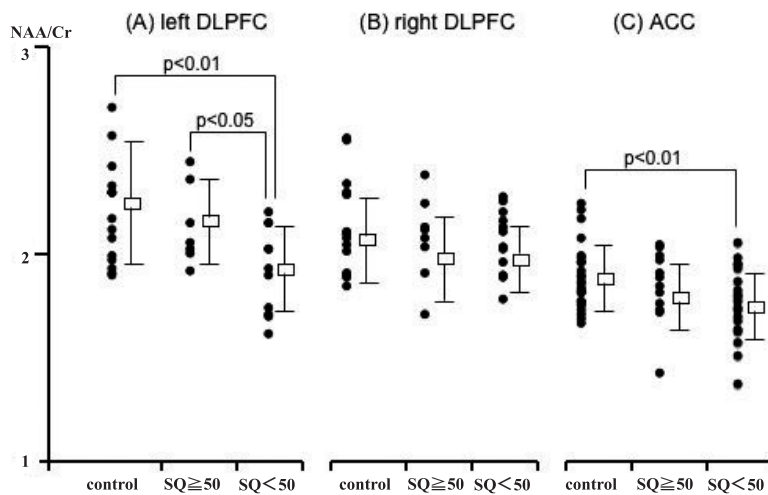 (A) left DLPFC (B) right DLPFC (C) ACC
NAA/Cr
3
p<0.01
p<0.05
p<0.01
2
1
control SQ≧50 SQ<50 control SQ≧50 SQ<50 control SQ≧50 SQ<50